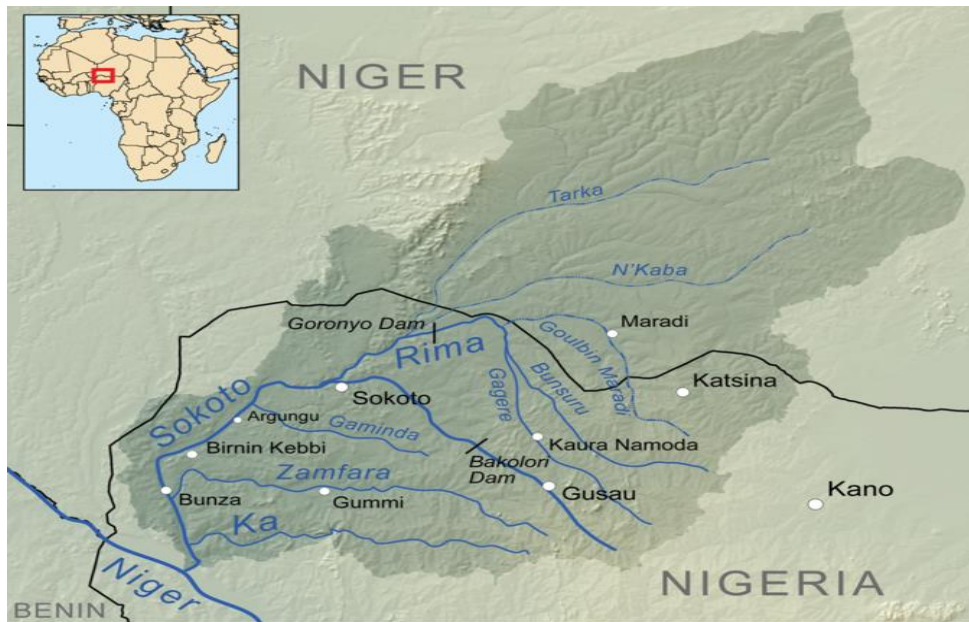 NIGER
Tarka
N'Kaba
Goronyo Dam
Maradi
Rima
Goulbin Maradi
Sokoto
Sokoto
Gagere
Bunsuru
Katsina
Argungu
Gaminda
Birnin Kebbi
Kaura Namoda
Bakolori
Dam
Zamfara
Bunza
Gummi
Gusau
Kano
Ka
Niger
NIGERIA
BENIN